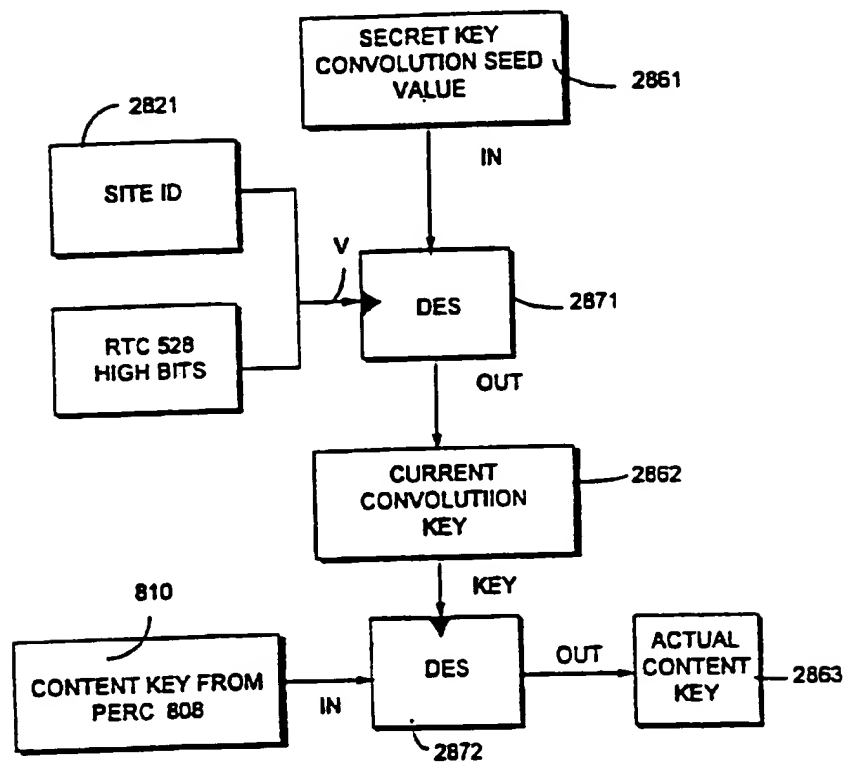 SECRET KEY
CONVOLUTION SEED
VALUE
2861
2821
IN
SITE ID
V
DES
2871
RTC 528
HIGH BITS
OUT
CURRENT
CONVOLUTIION
KEY
2862
KEY
810
DES
OUT
ACTUAL
CONTENT
KEY
2863
CONTENT KEY FROM
PERC 808
IN
2872